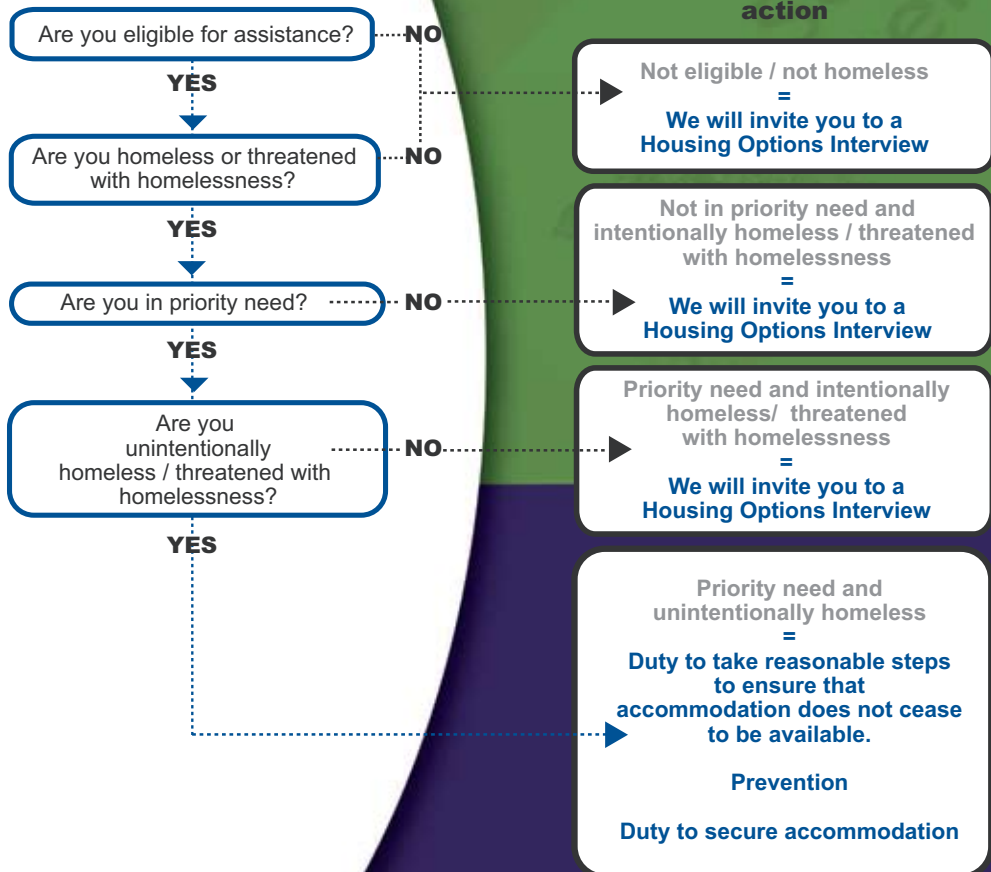 action
Are you eligible for assistance?
NO
YES
Not eligible / not homeless
=
We will invite you to a
Housing Options Interview
Are you homeless or threatened
with homelessness?
NO
YES
Not in priority need and
intentionally homeless / threatened
with homelessness
=
We will invite you to a
Housing Options Interview
Are you in priority need?
NO
YES
Priority need and intentionally
homeless/ threatened
with homelessness
=
We will invite you to a
Housing Options Interview
Are you
unintentionally
homeless / threatened with
homelessness?
NO
YES
Priority need and
unintentionally homeless
=
Duty to take reasonable steps
to ensure that
accommodation does not cease
to be available.
Prevention
Duty to secure accommodation